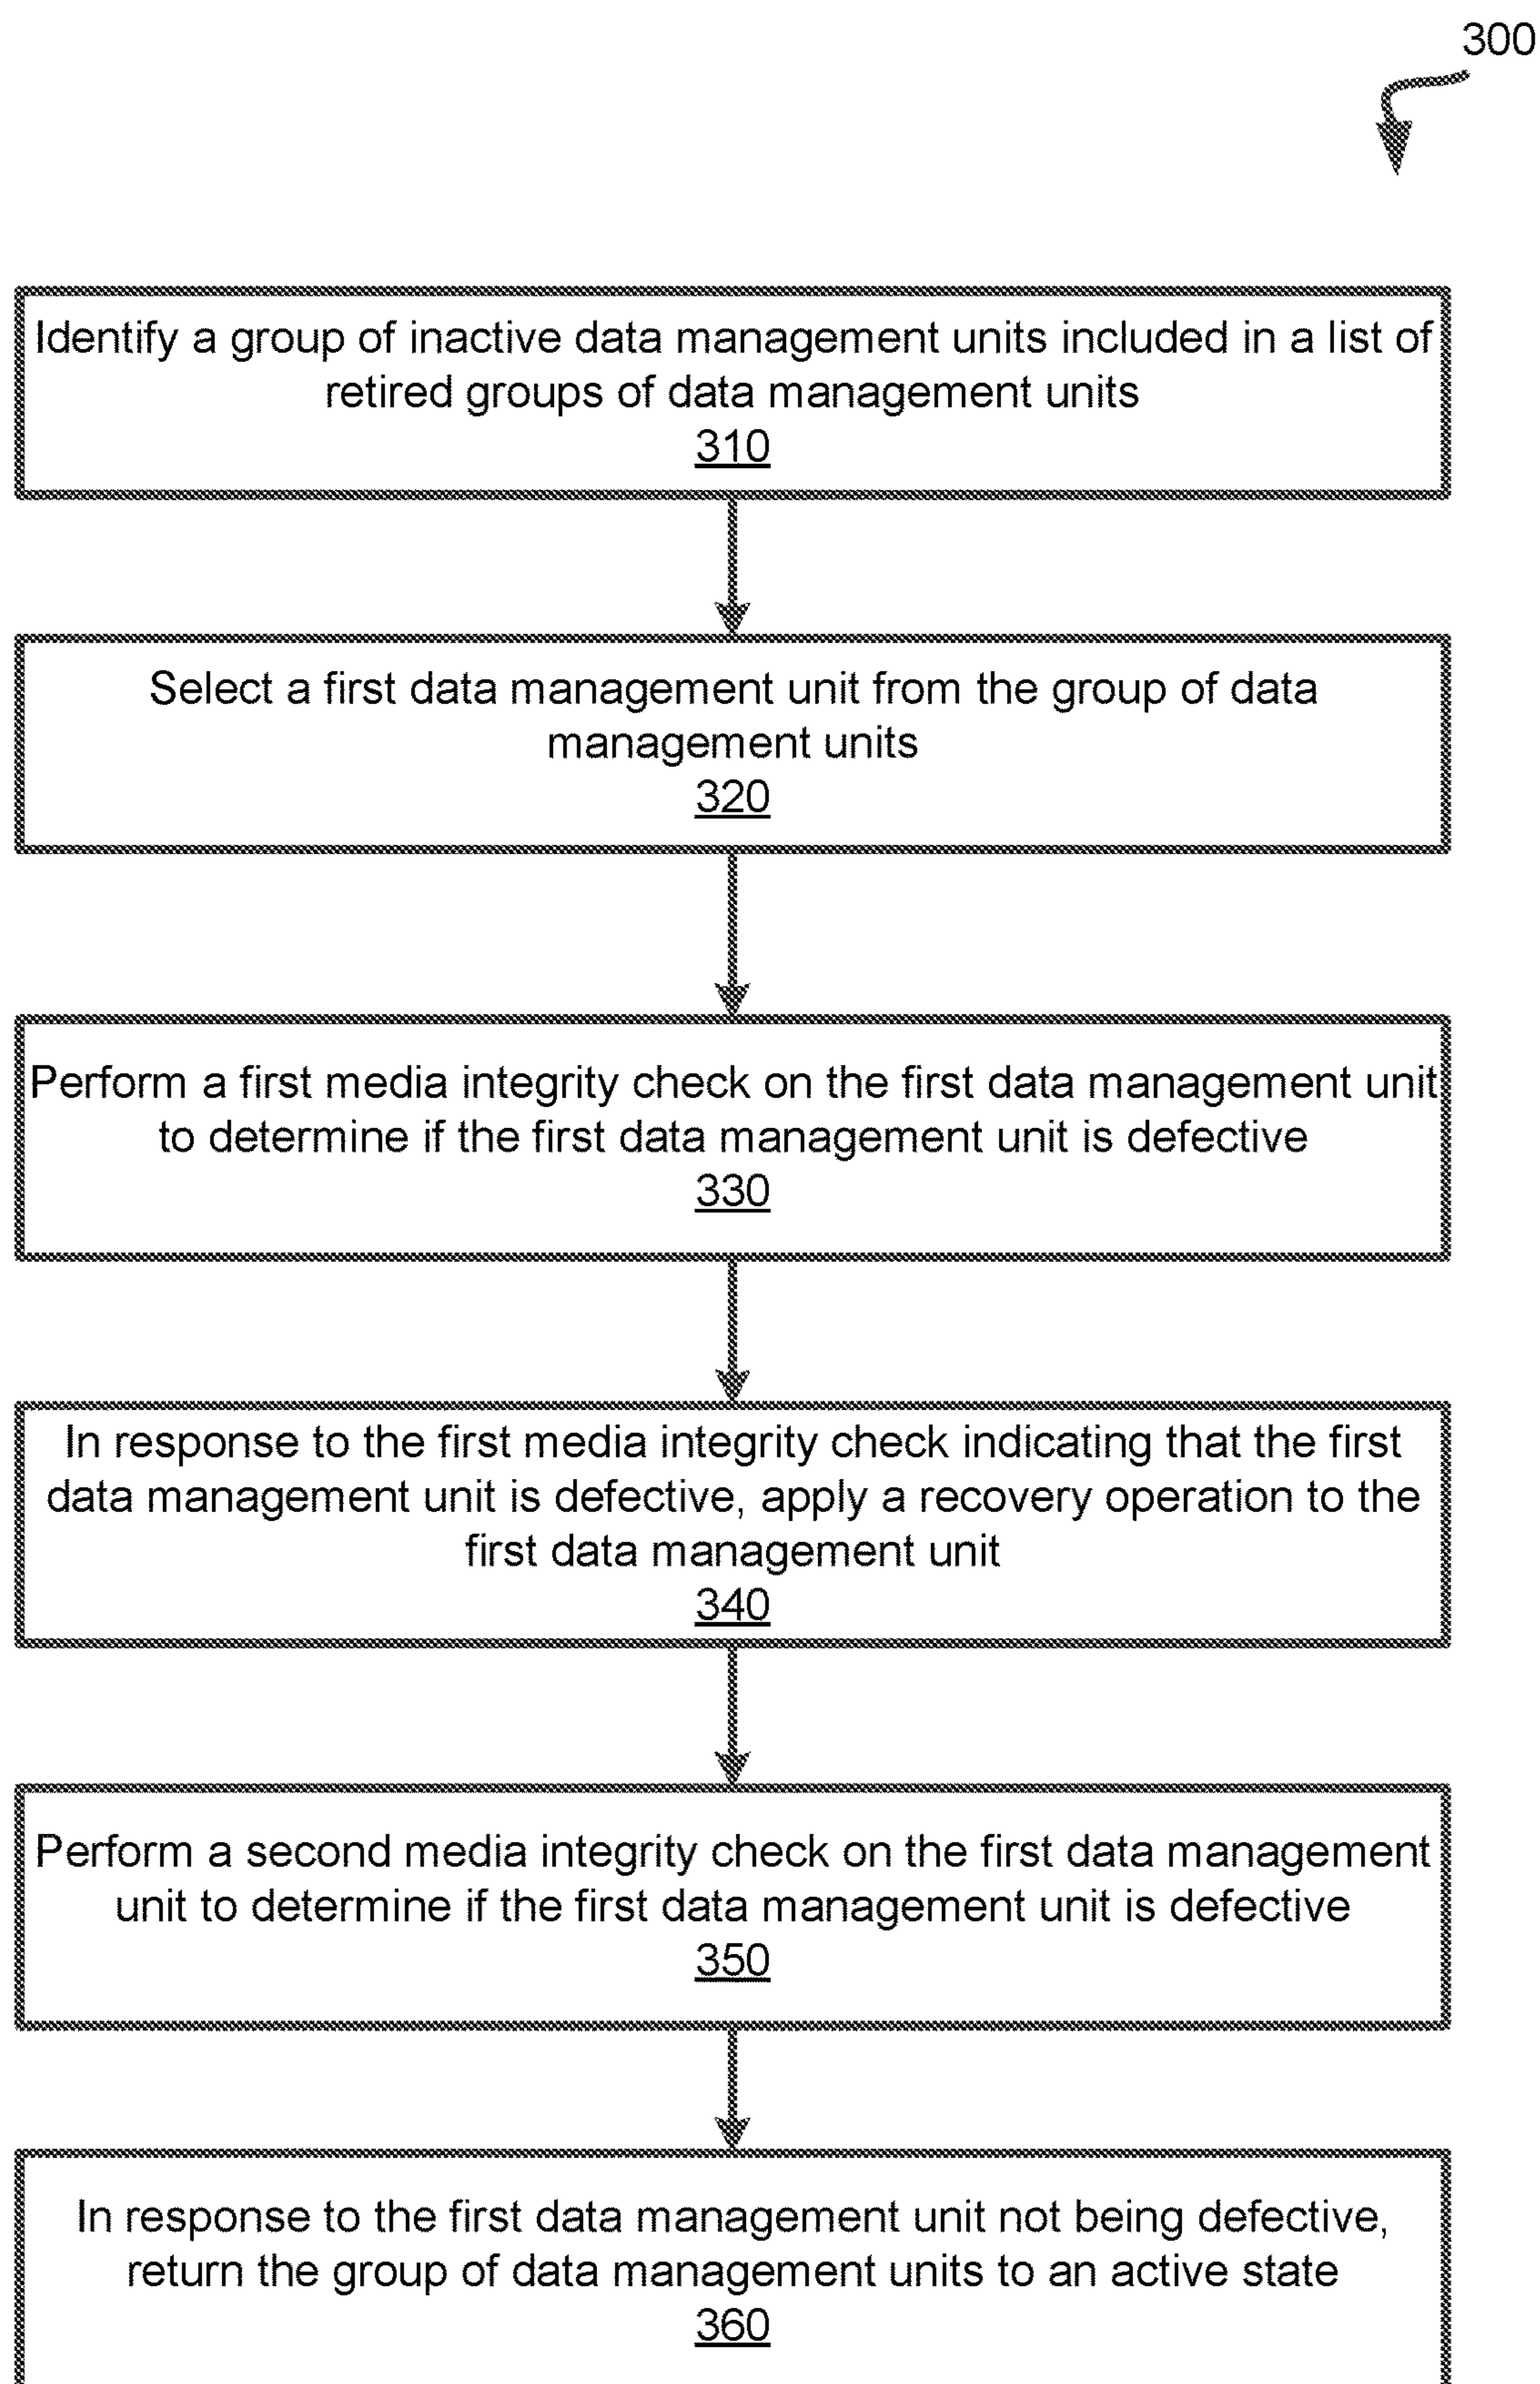 300
Identify a group of inactive data management units included in a list of
retired groups of data management units
310
Select a first data management unit from the group of data
management units
320
Perform a first media integrity check on the first data management unit
to determine if the first data management unit is defective
330
In response to the first media integrity check indicating that the first
data management unit is defective, apply a recovery operation to the
first data management unit
340
Perform a second media integrity check on the first data management
unit to determine if the first data management unit is defective
350
In response to the first data management unit not being defective,
return the group of data management units to an active state
360